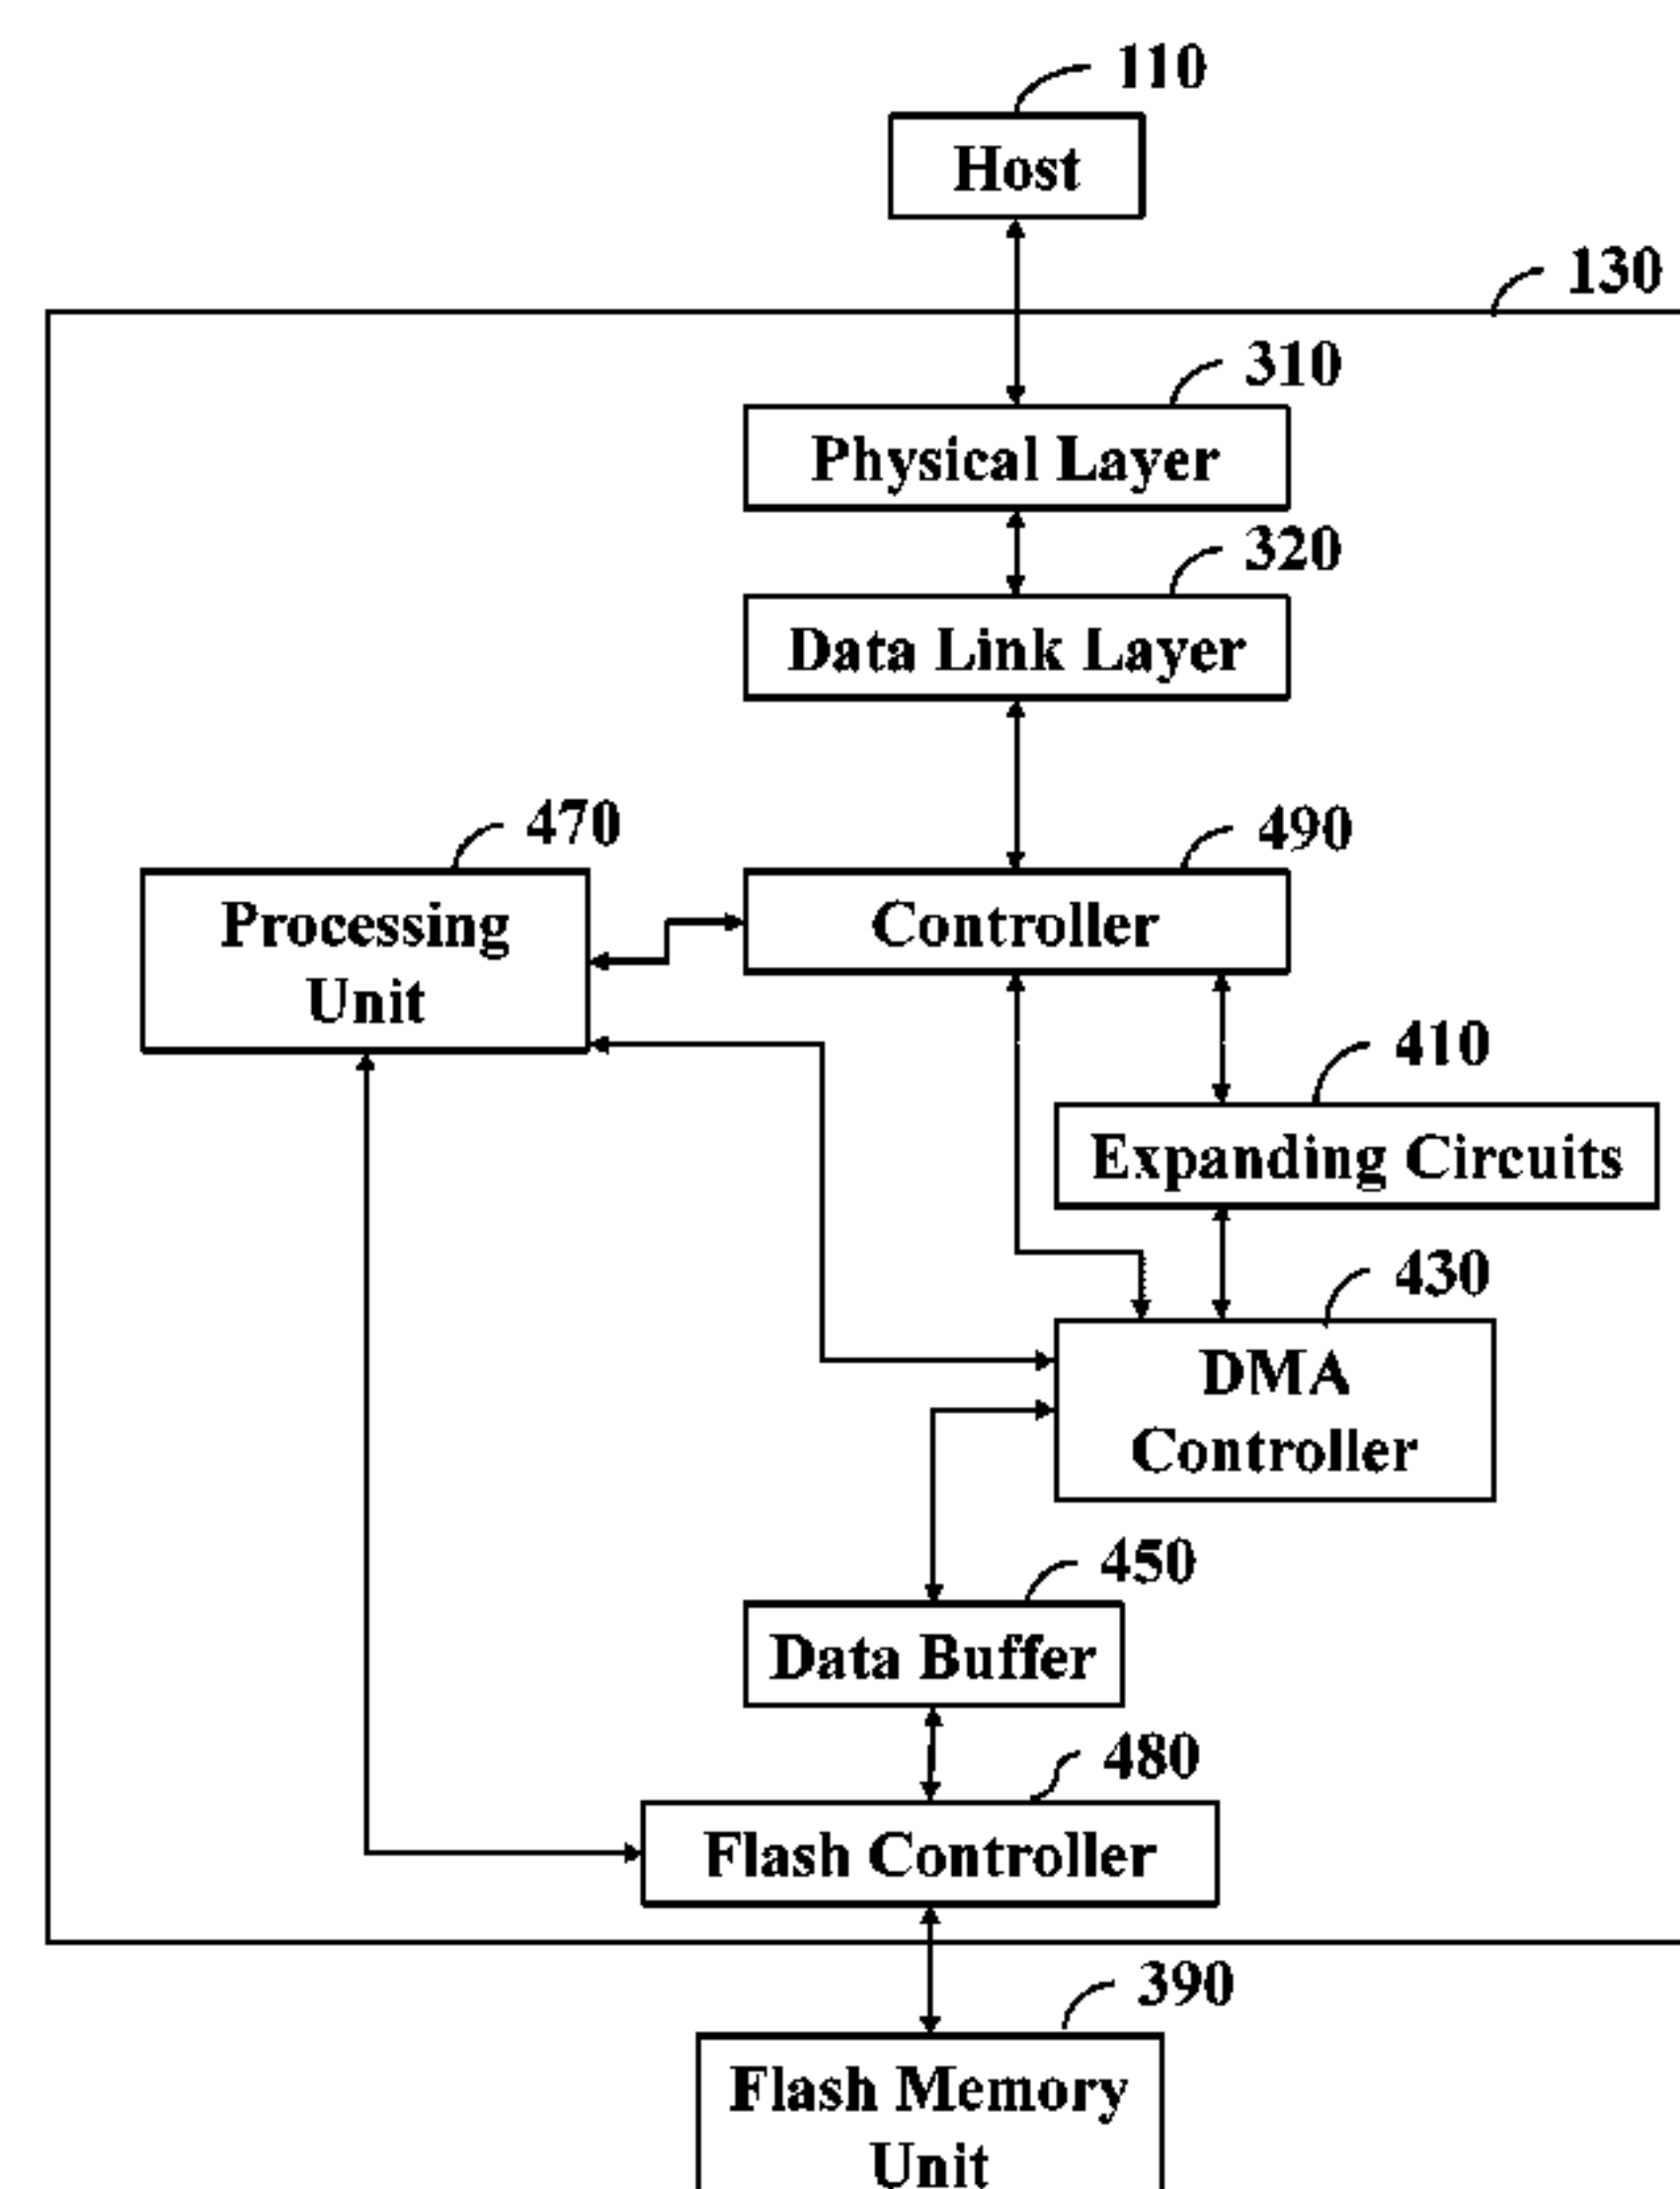 110
Host
130
310
Physical Layer
320
Data Link Layer
470
490
Processing
Unit
Controller
410
Expanding Circuits
430
DMA
Controller
450
Data Buffer
480
Flash Controller
390
Flash Memory
Unit